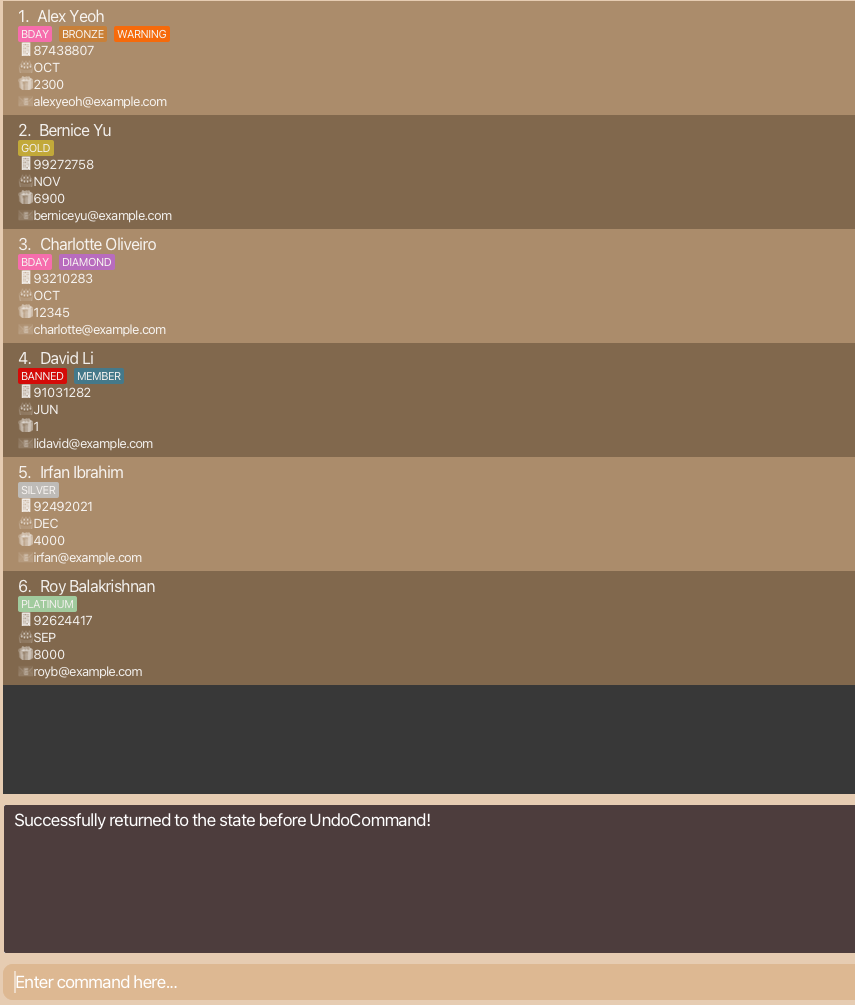 1. Alex Yeoh
BDAY BRONZE WARNING
87438807
OCT
2300
alexyeoh@example.com
2. Bernice Yu
GOLD
99272758
NOV
6900
berniceyu@example.com
3. Charlotte Oliveiro
BDAY DIAMOND
93210283
OCT
12345
charlotte@example.com
4. David Li
BANNED MEMBER
91031282
JUN
1
lidavid@example.com
5. Irfan Ibrahim
SILVER
92492021
DEC
4000
irfan@example.com
6. Roy Balakrishnan
PLATINUM
92624417
SEP
8000
royb@example.com
Successfully returned to the state before UndoCommand!
Enter command here...